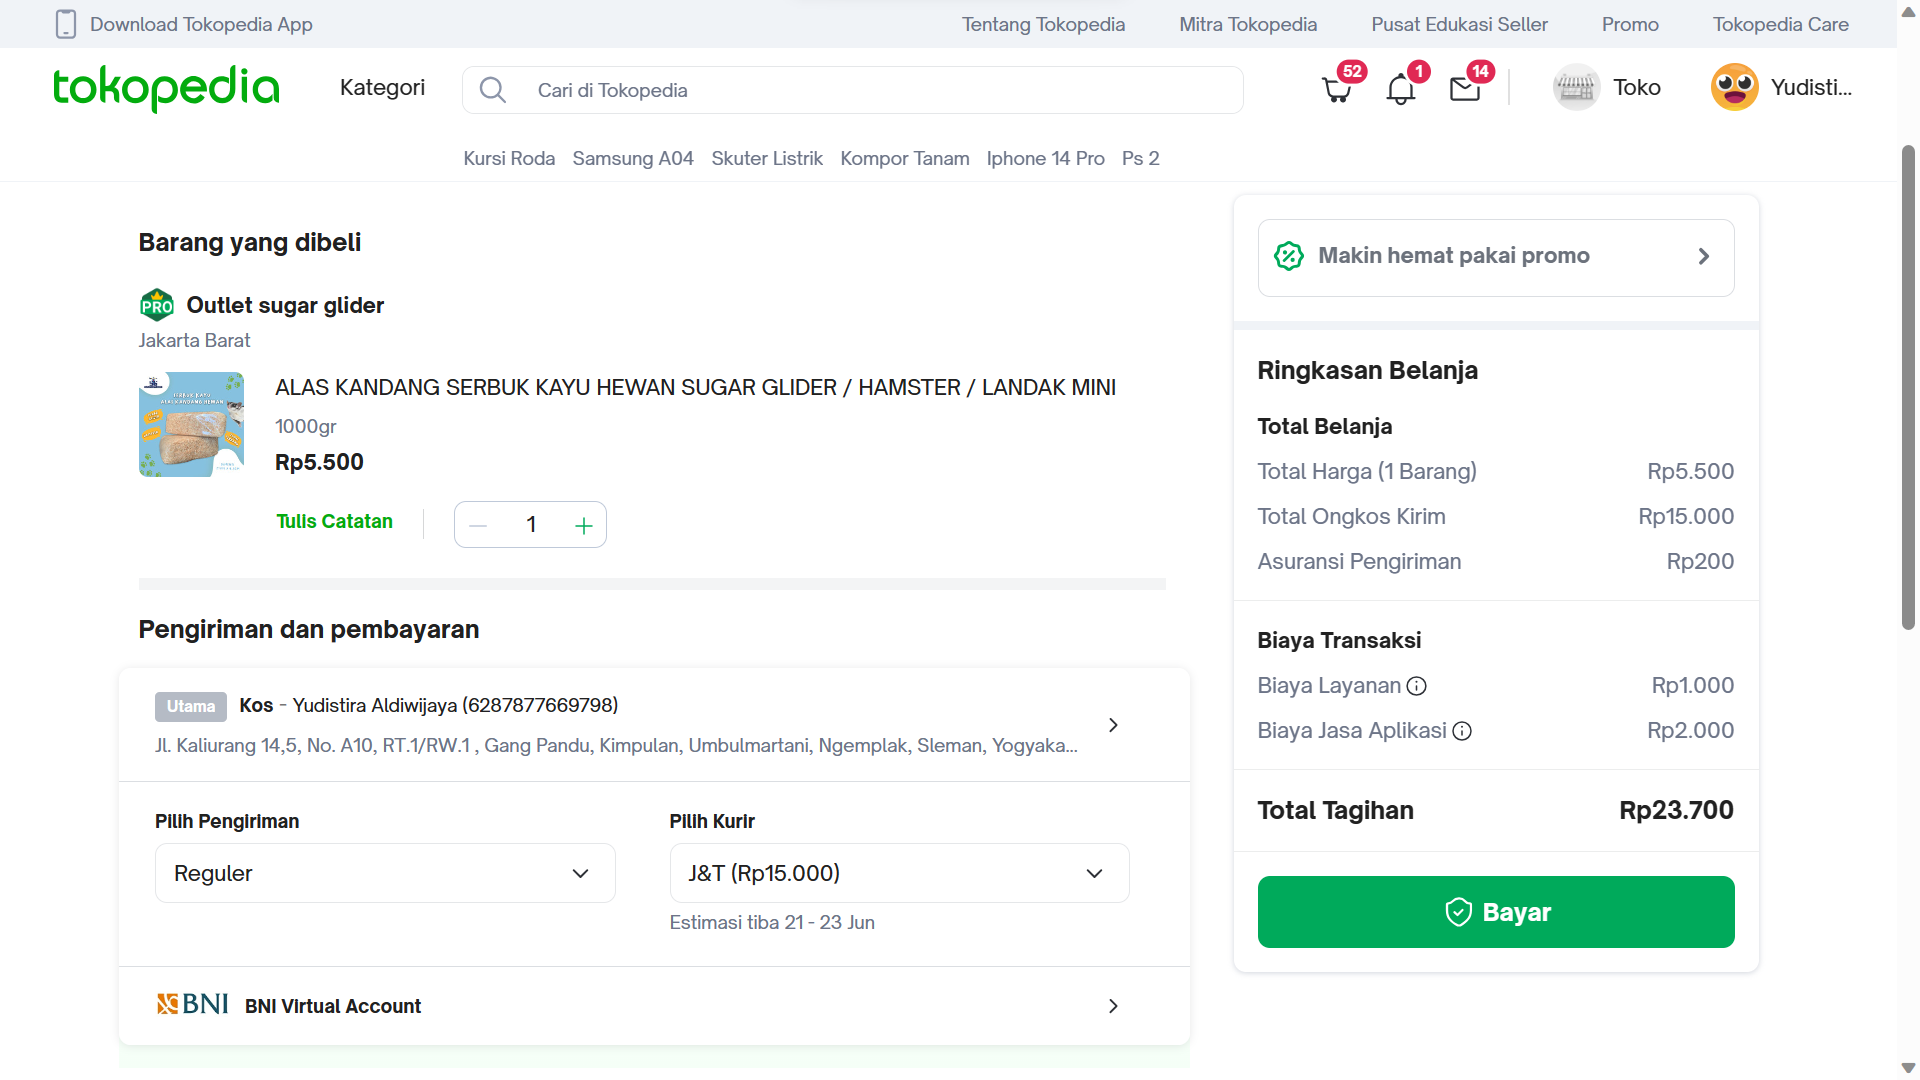 Download Tokopedia App
Tentang Tokopedia
Mitra Tokopedia
Pusat Edukasi Seller
Promo
Tokopedia Care
tokopedia
Kategori
Cari di Tokopedia
52
1
14
Toko
Yudisti...
Kursi Roda
Samsung A04
Skuter Listrik
Kompor Tanam
Iphone 14 Pro
Ps 2
Barang yang dibeli
PRO
Outlet sugar glider
Jakarta Barat
ALAS KANDANG SERBUK KAYU HEWAN SUGAR GLIDER / HAMSTER / LANDAK MINI
SERBUK KAYU
ALAS KANDANG HEWAN
1000gr
Rp5.500
Tulis Catatan
1
Pengiriman dan pembayaran
Utama
Kos - Yudistira Aldiwijaya (6287877669798)
Jl. Kaliurang 14,5, No. A10, RT.1/RW.1 , Gang Pandu, Kimpulan, Umbulmartani, Ngemplak, Sleman, Yogyaka...
Pilih Pengiriman
Reguler
Pilih Kurir
J&T (Rp15.000)
Estimasi tiba 21 - 23 Jun
BNI
BNI Virtual Account
Makin hemat pakai promo
Ringkasan Belanja
Total Belanja
Total Harga (1 Barang)
Rp5.500
Total Ongkos Kirim
Rp15.000
Asuransi Pengiriman
Rp200
Biaya Transaksi
Biaya Layanan
Rp1.000
Biaya Jasa Aplikasi
Rp2.000
Total Tagihan
Rp23.700
Bayar